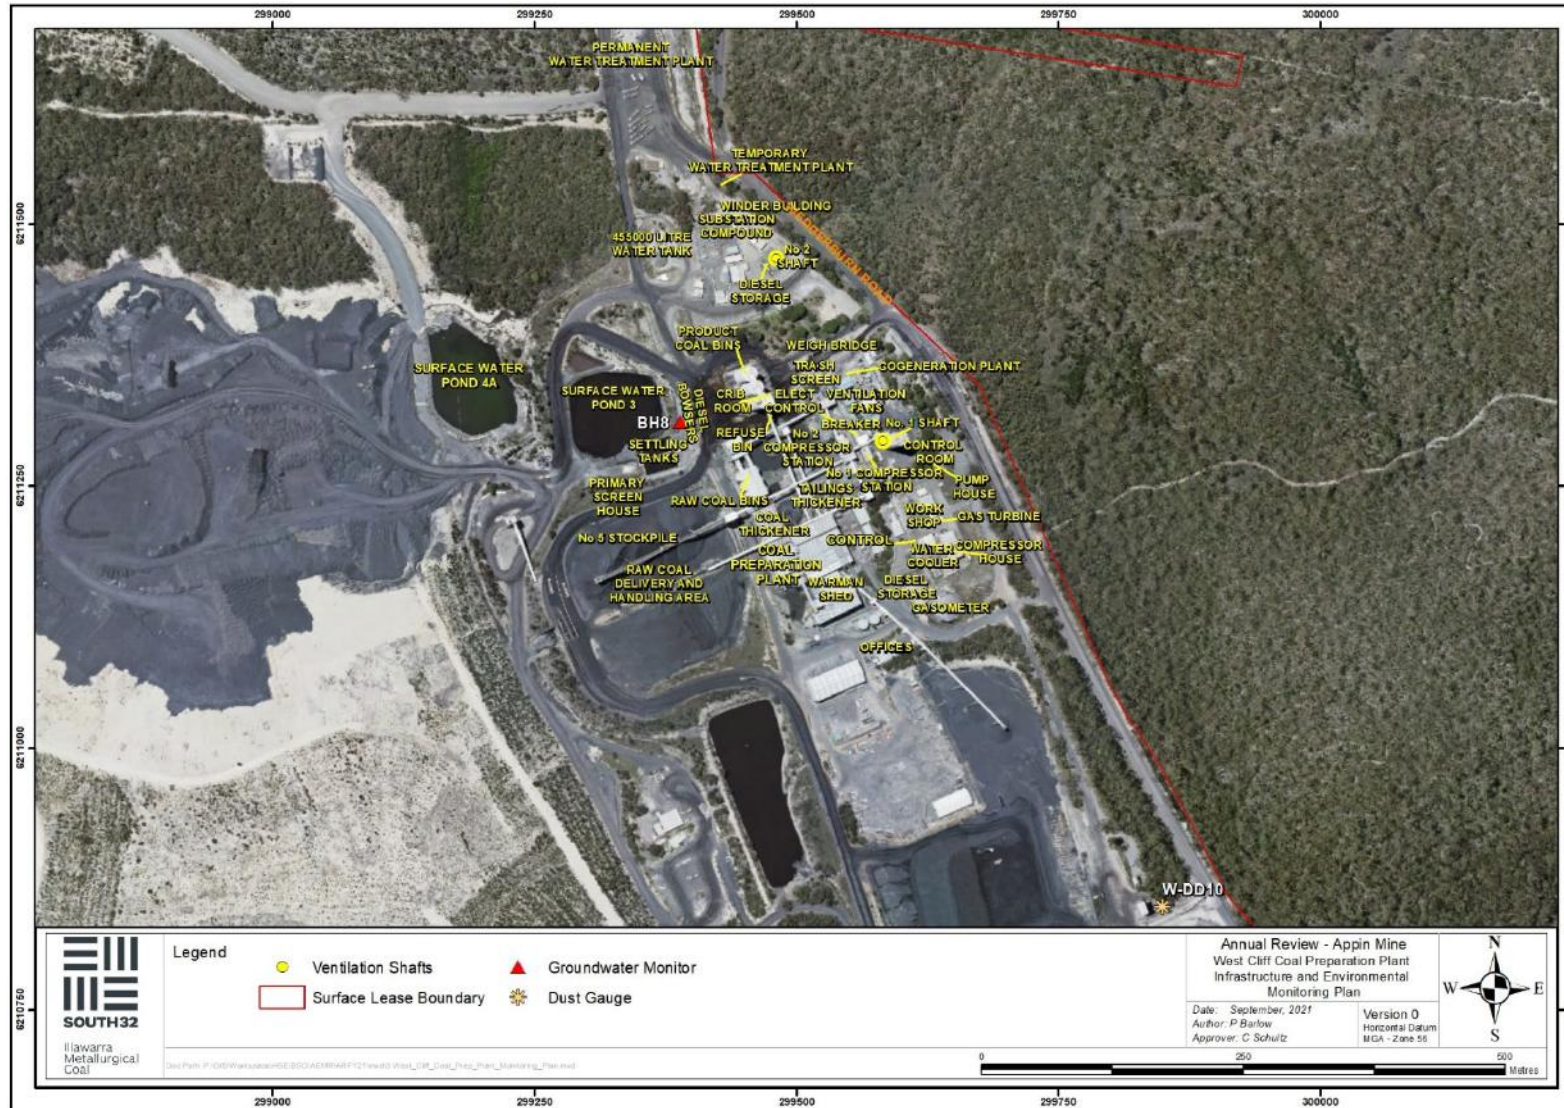 299000
299250
299500
299750
300000
PERMANENT
WATER TREATMENT PLANT
TEMPORARY
WATER TREATMENT PLANT
6211500
WINDER BUILDING
SUBSTATION
COMPOUND
455000 LITRE
WATER TANK
No 2
SHAFT
DIESEL
STORAGE
PRODUCT
COAL BINS
WEIGH BRIDGE
TRASH
SCREEN
COGENERATION PLANT
SURFACE WATER
POND 4A
SURFACE WATER
POND 3
DIESEL
BOWSERS
CRIB
ROOM
ELECT
CONTROL
VENTILATION
FANS
BH8
REFUSE
BIN
BREAKER
No. 1 SHAFT
SETTLING
TANKS
No 2
COMPRESSOR
STATION
CONTROL
ROOM
6211250
PRIMARY
SCREEN
HOUSE
RAW COAL BINS
No 1 COMPRESSOR
STATION
TAILINGS
THICKENER
PUMP
HOUSE
COAL
THICKENER
WORK
SHOP
GAS TURBINE
No 5 STOCKPILE
CONTROL
WATER
COOLER
COMPRESSOR
HOUSE
COAL
PREPARATION
PLANT
RAW COAL
DELIVERY AND
HANDLING AREA
WARMAN
SHED
DIESEL
STORAGE
GASOMETER
OFFICES
6211000
W-DD10
SOUTH32
Illawarra
Metallurgical
Coal
Legend
Ventilation Shafts
Surface Lease Boundary
Groundwater Monitor
Dust Gauge
Annual Review - Appin Mine
West Cliff Coal Preparation Plant
Infrastructure and Environmental
Monitoring Plan
Date: September, 2021
Author: P Barlow
Approver: C Schultz
Version 0
Horizontal Datum
MGA - Zone 56
N
W
E
S
6210750
0
250
500
Metres
299000
299250
299500
299750
300000